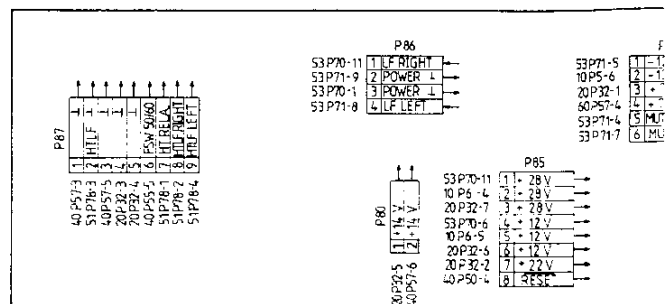 P86
53P70-11 1 LF RIGHT
53P71-9 2 POWER ⊥
53P70-1 3 POWER ⊥
53P71-8 4 LF LEFT
53P71-5 1
10P5-6 2
20P32-1 3 +
60P57-4 4
53P71-4 5
53P71-7 6
P87
1 ⊥ 40P57-3
2 HTLF 51P78-3
3 ⊥ 40P57-5
4 ⊥ 20P32-3
5 ⊥ 20P32-4
6 FSW 50/60 40P55-5
7 HT RELA. 51P78-1
8 HTLF RIGHT 51P78-2
9 HTLF LEFT 51P78-4
P80
1 +14 V 20P32-5
2 +14 V 60P57-6
P85
53P70-11 1 + 28 V
10P6-4 2 + 28 V
20P32-7 3 + 28 V
53P70-6 4 + 12 V
10P6-5 5 + 12 V
20P32-6 6 + 12 V
20P32-2 7 + 22 V
40P50-4 8 RESET